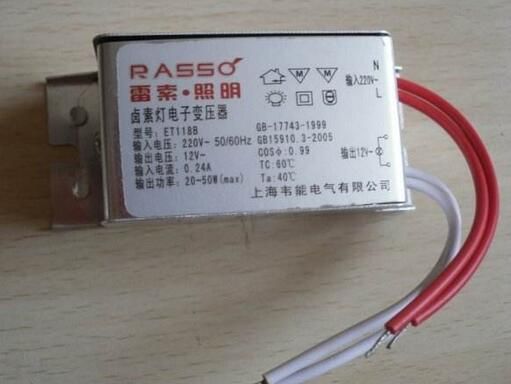 RASSO
雷索·照明
卤素灯电子变压器
型号: ET118B
输入电压: 220V~ 50/60Hz
输出电压: 12V~
输入电流: 0.24A
输出功率: 20~50W(max)
M M
GB-17743-1999
GB15910.3-2005
COSφ: 0.99
TC:60℃
Ta:40℃
上海韦能电气有限公司
N
输入220V~
L
输出12V~